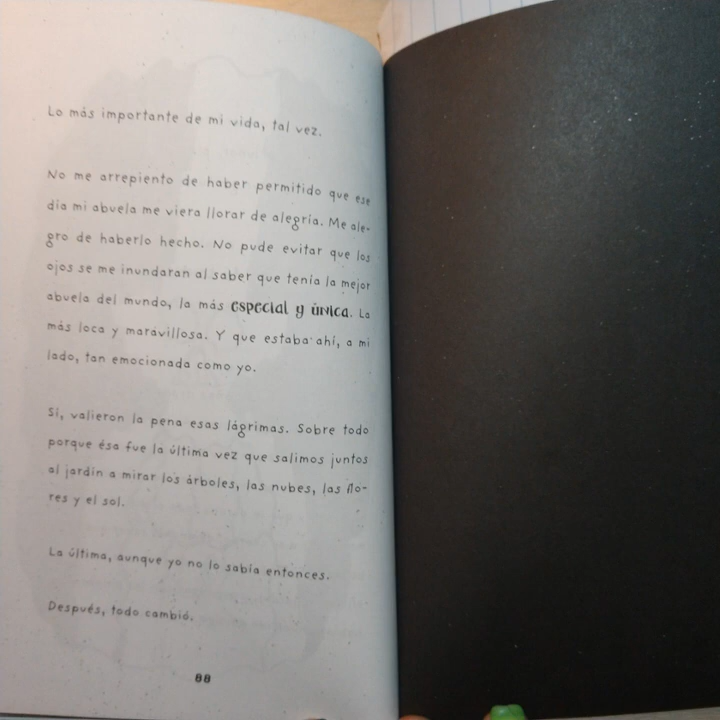 Lo más importante de mi vida, tal vez.
No me arrepiento de haber permitido que ese
día mi abuela me viera llorar de alegría. Me ale-
gro de haberlo hecho. No pude evitar que los
ojos se me inundaran al saber que tenía la mejor
abuela del mundo, la más especial y única. La
más loca y maravillosa. Y que estaba ahí, a mi
lado, tan emocionada como yo.
Sí, valieron la pena esas lágrimas. Sobre todo
porque ésa fue la última vez que salimos juntos
al jardín a mirar los árboles, las nubes, las flo-
res y el sol.
La última, aunque yo no lo sabía entonces.
Después, todo cambió.
88